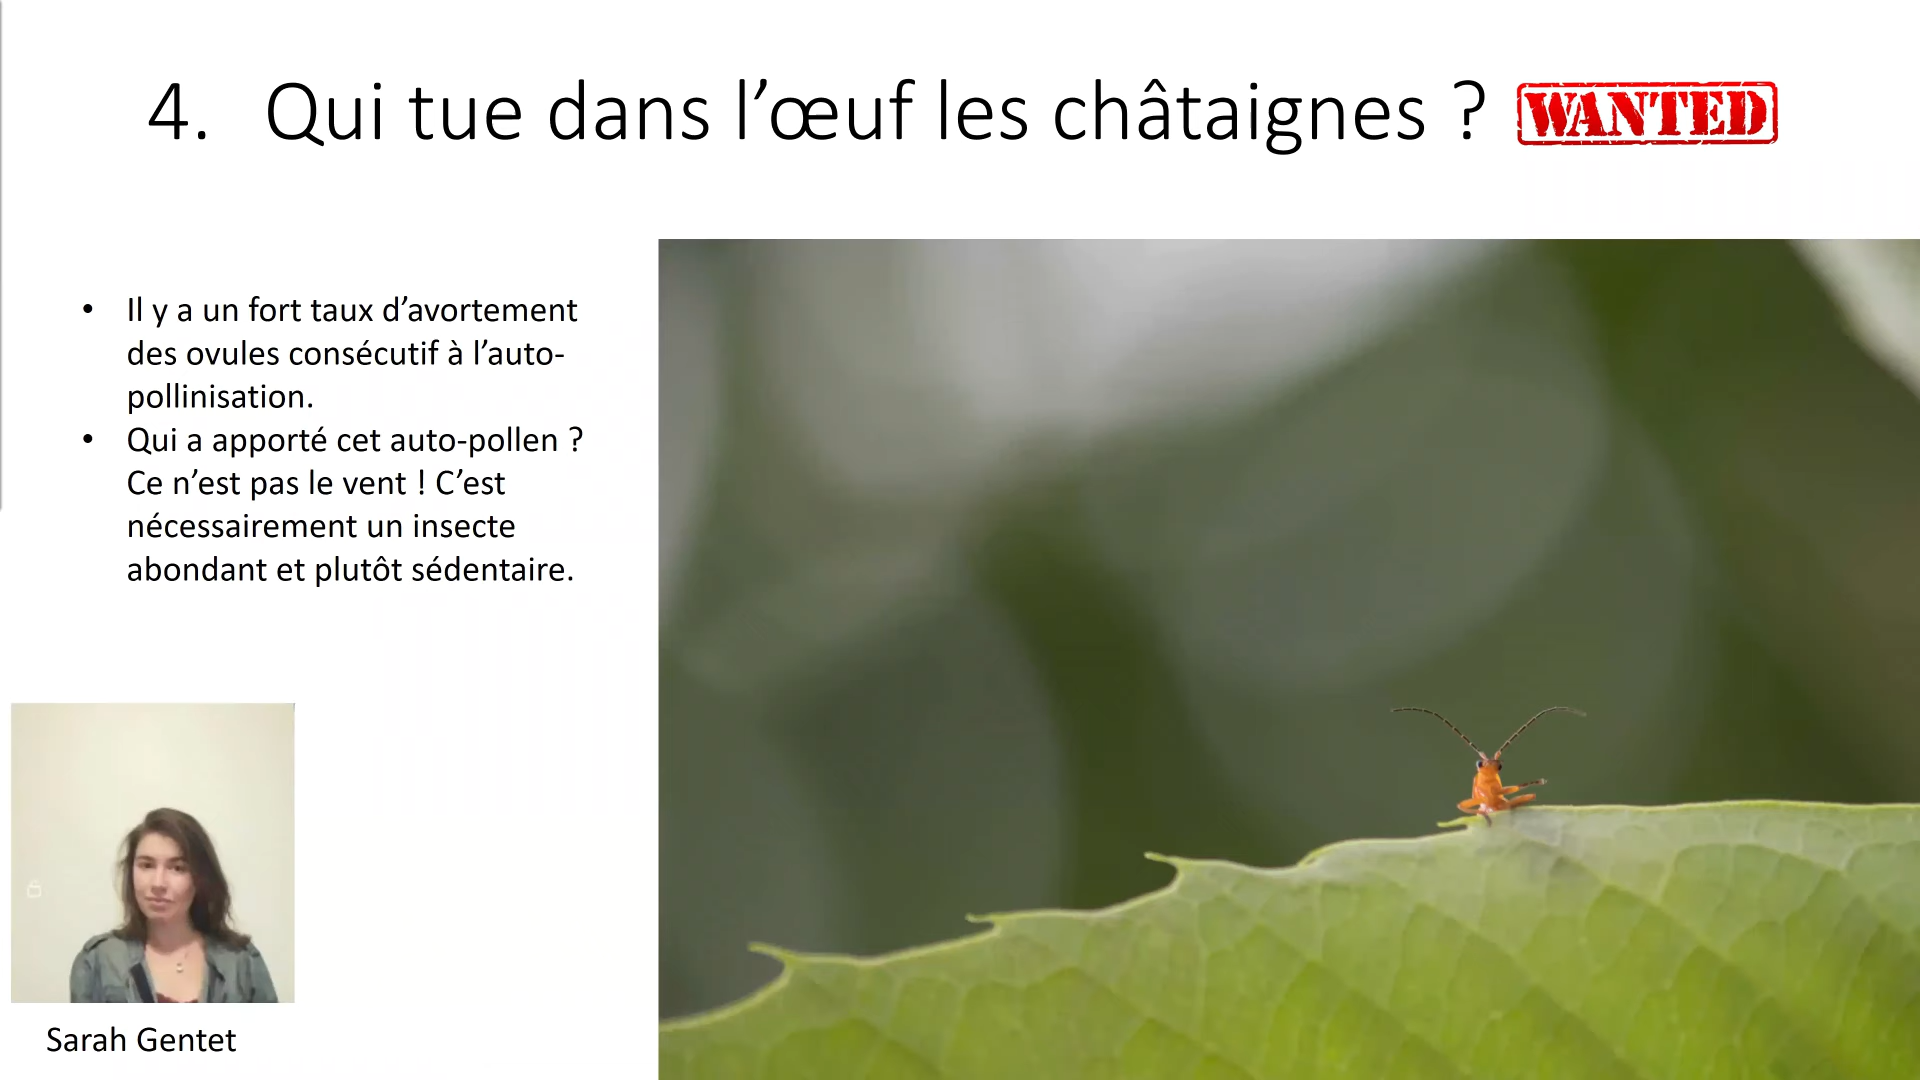 4. Qui tue dans l’œuf les châtaignes ? WANTED
• Il y a un fort taux d’avortement
des ovules consécutif à l’auto-
pollinisation.
• Qui a apporté cet auto-pollen ?
Ce n’est pas le vent ! C’est
nécessairement un insecte
abondant et plutôt sédentaire.
Sarah Gentet